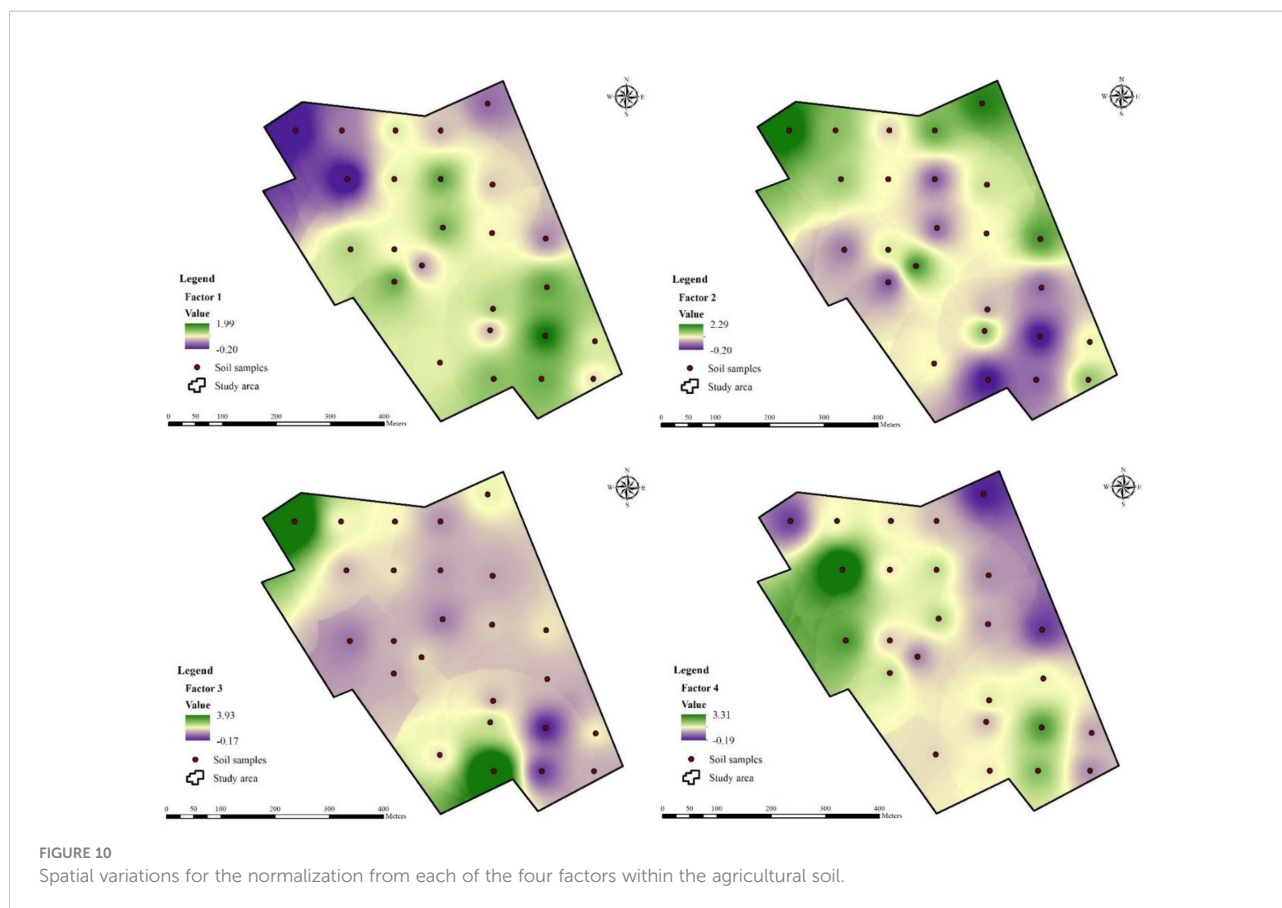 N
W E
S
Legend
Factor 1
Value
1.99
-0.20
Soil samples
Study area
0 50 100 200 300 400
Meters
N
W E
S
Legend
Factor 2
Value
2.29
-0.20
Soil samples
Study area
0 50 100 200 300 400
Meters
N
W E
S
Legend
Factor 3
Value
3.93
-0.17
Soil samples
Study area
0 50 100 200 300 400
Meters
N
W E
S
Legend
Factor 4
Value
3.31
-0.19
Soil samples
Study area
0 50 100 200 300 400
Meters
FIGURE 10
Spatial variations for the normalization from each of the four factors within the agricultural soil.